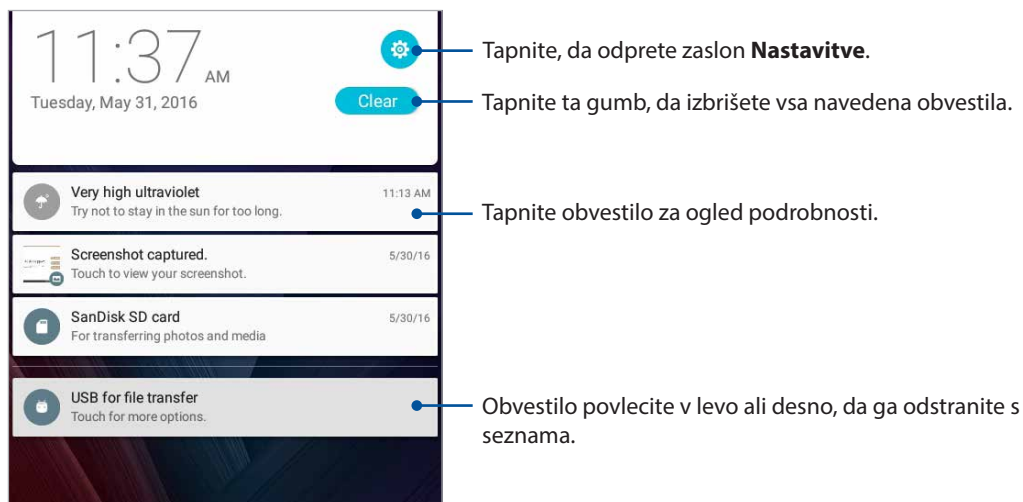 11:37 AM
Tuesday, May 31, 2016
Clear
Tapnite, da odprete zaslon Nastavitve.
Tapnite ta gumb, da izbrišete vsa navedena obvestila.
Very high ultraviolet
11:13 AM
Try not to stay in the sun for too long.
Tapnite obvestilo za ogled podrobnosti.
Screenshot captured.
5/30/16
Touch to view your screenshot.
SanDisk SD card
5/30/16
For transferring photos and media
USB for file transfer
Touch for more options.
Obvestilo povlecite v levo ali desno, da ga odstranite s
seznama.